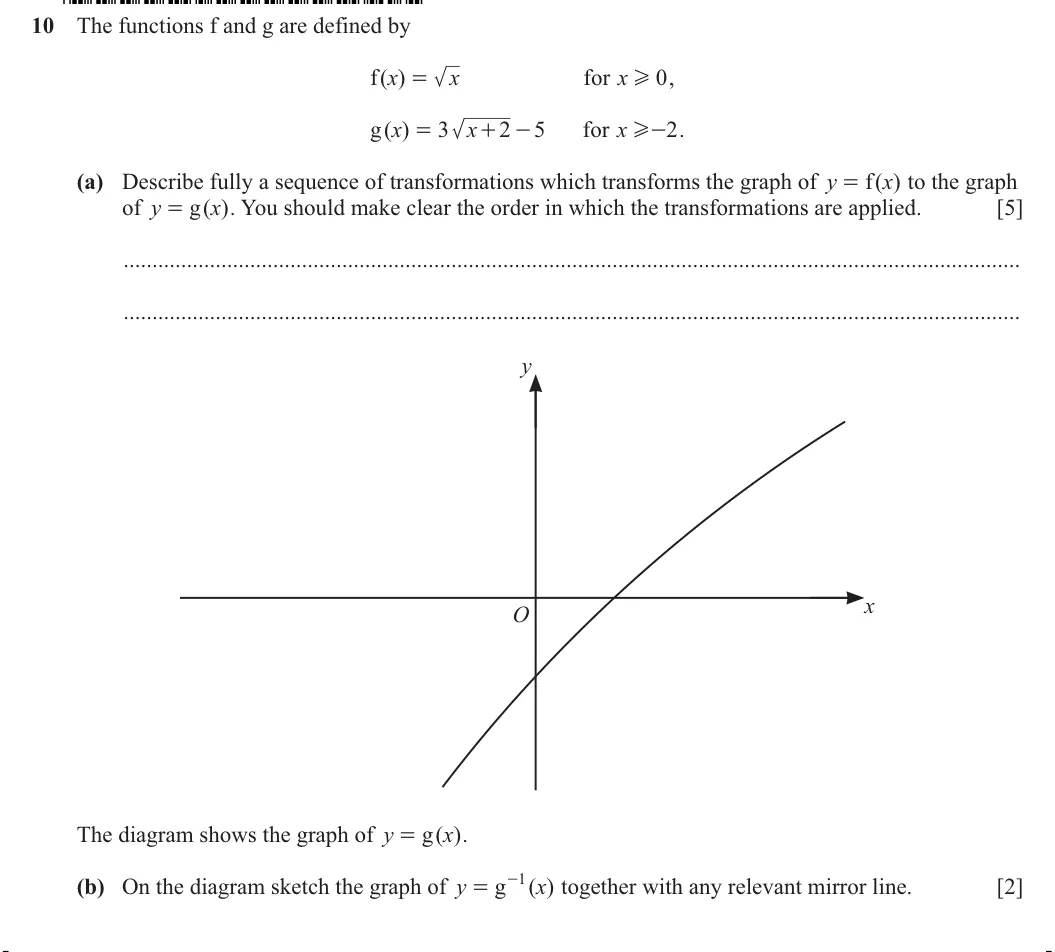 10 The functions f and g are defined by
f(x) = √x for x ⩾ 0,
g(x) = 3√(x+2) − 5 for x ⩾ −2.
(a) Describe fully a sequence of transformations which transforms the graph of y = f(x) to the graph
of y = g(x). You should make clear the order in which the transformations are applied. [5]
y
O
x
The diagram shows the graph of y = g(x).
(b) On the diagram sketch the graph of y = g⁻¹(x) together with any relevant mirror line. [2]